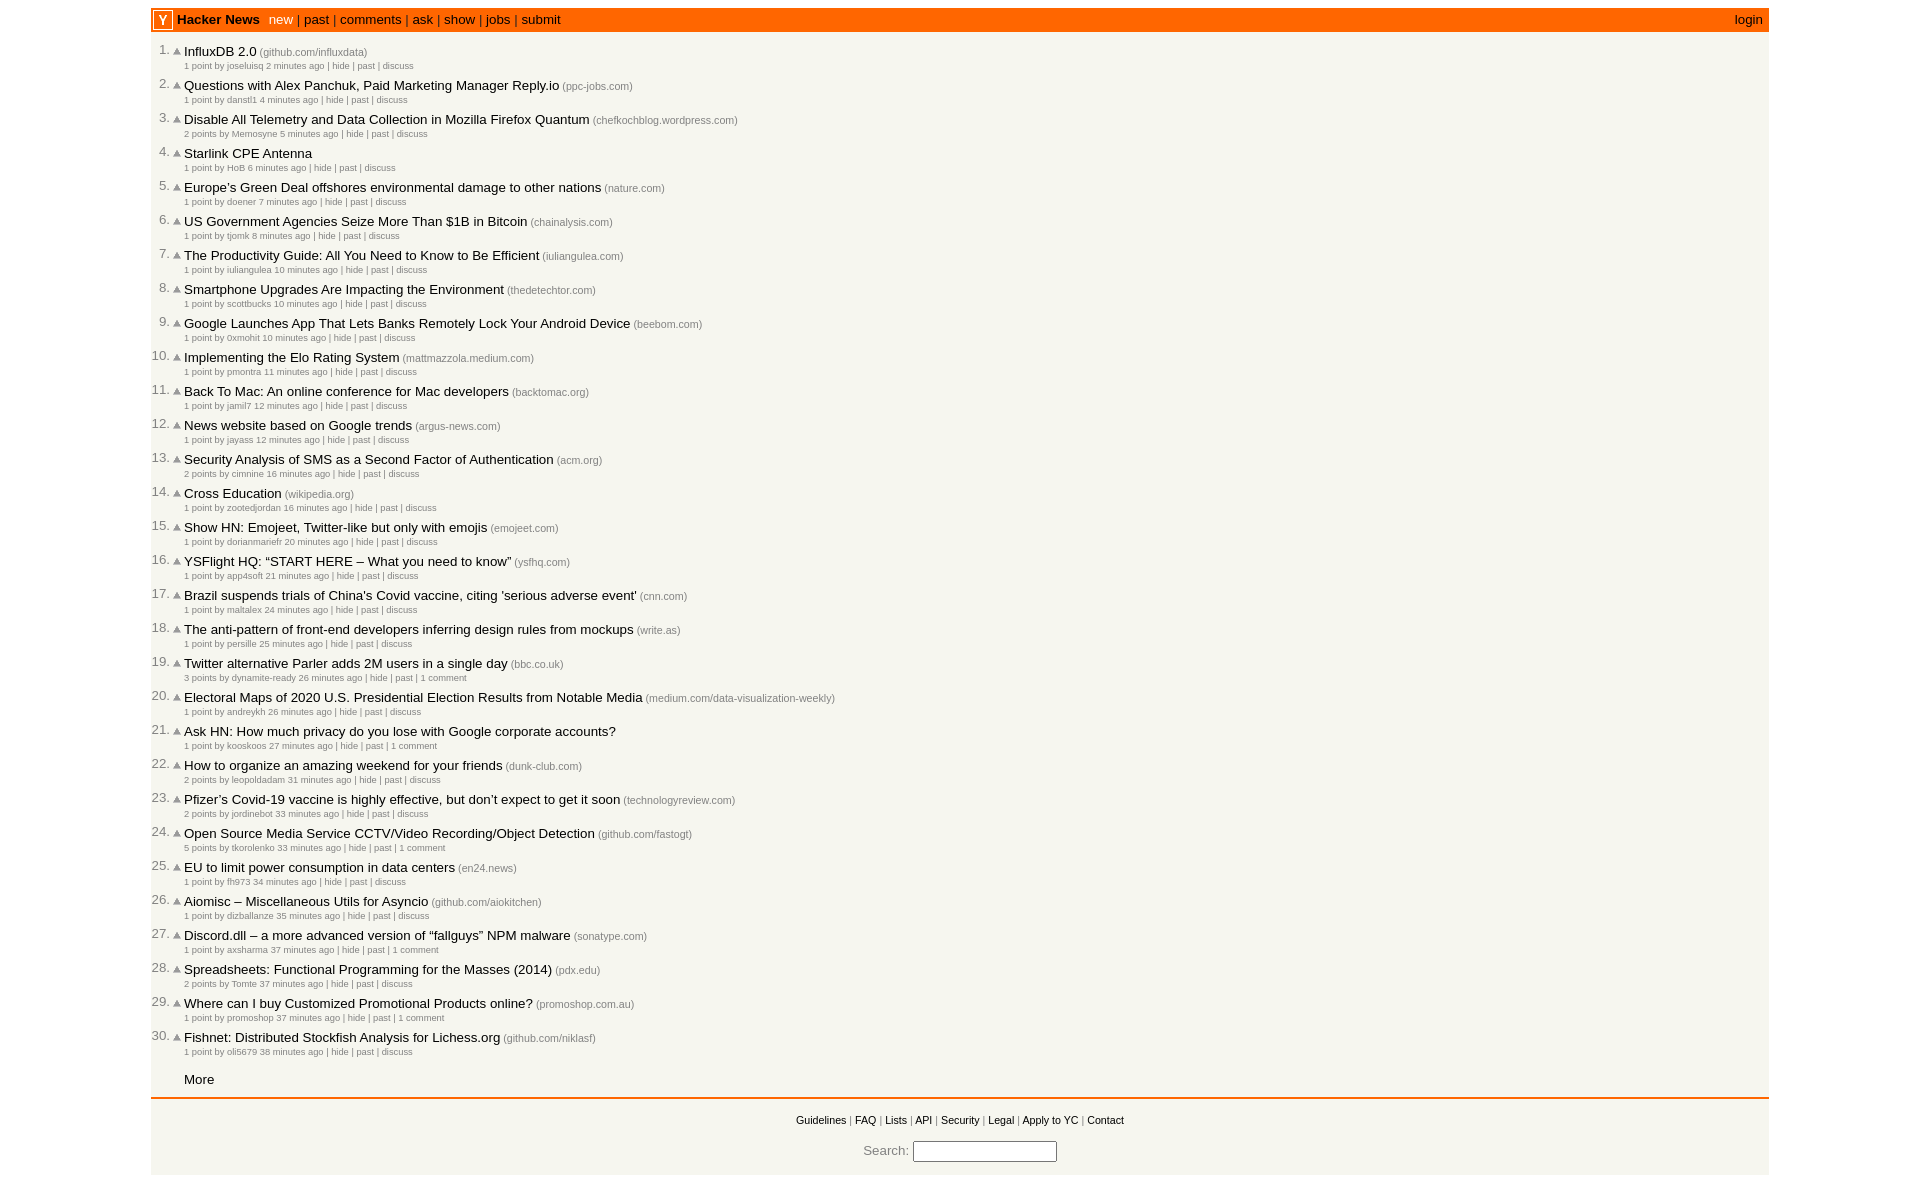 Y Hacker News new | past | comments | ask | show | jobs | submit login
1. InfluxDB 2.0 (github.com/influxdata)
1 point by joseluisq 2 minutes ago | hide | past | discuss
2. Questions with Alex Panchuk, Paid Marketing Manager Reply.io (ppc-jobs.com)
1 point by danstl1 4 minutes ago | hide | past | discuss
3. Disable All Telemetry and Data Collection in Mozilla Firefox Quantum (chefkochblog.wordpress.com)
2 points by Memosyne 5 minutes ago | hide | past | discuss
4. Starlink CPE Antenna
1 point by HoB 6 minutes ago | hide | past | discuss
5. Europe’s Green Deal offshores environmental damage to other nations (nature.com)
1 point by doener 7 minutes ago | hide | past | discuss
6. US Government Agencies Seize More Than $1B in Bitcoin (chainalysis.com)
1 point by tjomk 8 minutes ago | hide | past | discuss
7. The Productivity Guide: All You Need to Know to Be Efficient (iuliangulea.com)
1 point by iuliangulea 10 minutes ago | hide | past | discuss
8. Smartphone Upgrades Are Impacting the Environment (thedetechtor.com)
1 point by scottbucks 10 minutes ago | hide | past | discuss
9. Google Launches App That Lets Banks Remotely Lock Your Android Device (beebom.com)
1 point by 0xmohit 10 minutes ago | hide | past | discuss
10. Implementing the Elo Rating System (mattmazzola.medium.com)
1 point by pmontra 11 minutes ago | hide | past | discuss
11. Back To Mac: An online conference for Mac developers (backtomac.org)
1 point by jamil7 12 minutes ago | hide | past | discuss
12. News website based on Google trends (argus-news.com)
1 point by jayass 12 minutes ago | hide | past | discuss
13. Security Analysis of SMS as a Second Factor of Authentication (acm.org)
2 points by cimnine 16 minutes ago | hide | past | discuss
14. Cross Education (wikipedia.org)
1 point by zootedjordan 16 minutes ago | hide | past | discuss
15. Show HN: Emojeet, Twitter-like but only with emojis (emojeet.com)
1 point by dorianmariefr 20 minutes ago | hide | past | discuss
16. YSFlight HQ: “START HERE – What you need to know” (ysfhq.com)
1 point by app4soft 21 minutes ago | hide | past | discuss
17. Brazil suspends trials of China's Covid vaccine, citing 'serious adverse event' (cnn.com)
1 point by maltalex 24 minutes ago | hide | past | discuss
18. The anti-pattern of front-end developers inferring design rules from mockups (write.as)
1 point by persille 25 minutes ago | hide | past | discuss
19. Twitter alternative Parler adds 2M users in a single day (bbc.co.uk)
3 points by dynamite-ready 26 minutes ago | hide | past | 1 comment
20. Electoral Maps of 2020 U.S. Presidential Election Results from Notable Media (medium.com/data-visualization-weekly)
1 point by andreykh 26 minutes ago | hide | past | discuss
21. Ask HN: How much privacy do you lose with Google corporate accounts?
1 point by kooskoos 27 minutes ago | hide | past | 1 comment
22. How to organize an amazing weekend for your friends (dunk-club.com)
2 points by leopoldadam 31 minutes ago | hide | past | discuss
23. Pfizer’s Covid-19 vaccine is highly effective, but don’t expect to get it soon (technologyreview.com)
2 points by jordinebot 33 minutes ago | hide | past | discuss
24. Open Source Media Service CCTV/Video Recording/Object Detection (github.com/fastogt)
5 points by tkorolenko 33 minutes ago | hide | past | 1 comment
25. EU to limit power consumption in data centers (en24.news)
1 point by fh973 34 minutes ago | hide | past | discuss
26. Aiomisc – Miscellaneous Utils for Asyncio (github.com/aiokitchen)
1 point by dizballanze 35 minutes ago | hide | past | discuss
27. Discord.dll – a more advanced version of “fallguys” NPM malware (sonatype.com)
1 point by axsharma 37 minutes ago | hide | past | 1 comment
28. Spreadsheets: Functional Programming for the Masses (2014) (pdx.edu)
2 points by Tomte 37 minutes ago | hide | past | discuss
29. Where can I buy Customized Promotional Products online? (promoshop.com.au)
1 point by promoshop 37 minutes ago | hide | past | 1 comment
30. Fishnet: Distributed Stockfish Analysis for Lichess.org (github.com/niklasf)
1 point by oli5679 38 minutes ago | hide | past | discuss
More
Guidelines | FAQ | Lists | API | Security | Legal | Apply to YC | Contact
Search: